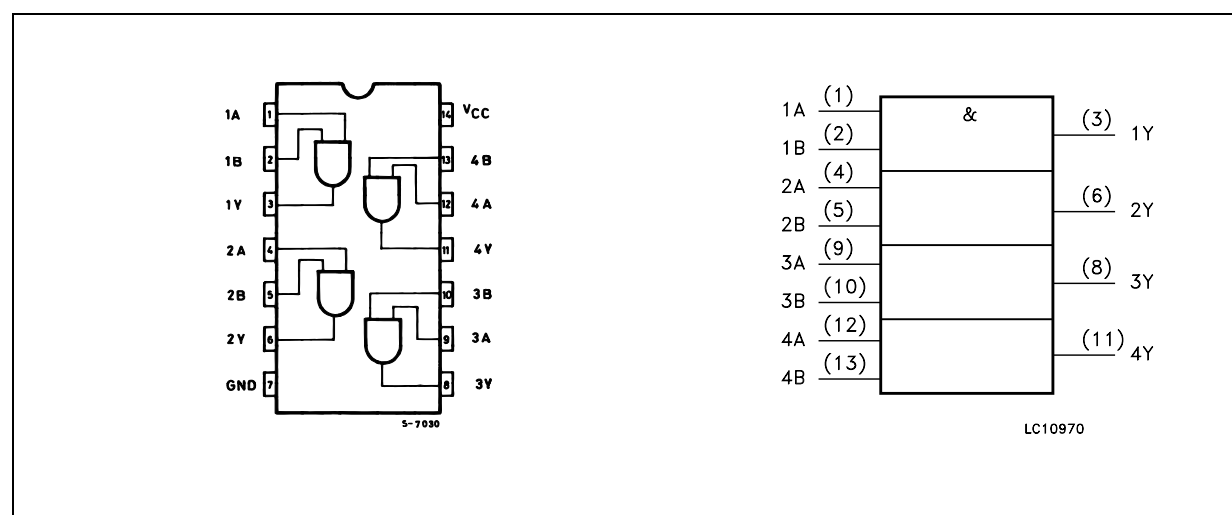 1A 1 14 VCC
1B 2 13 4B
1Y 3 12 4A
2A 4 11 4Y
2B 5 10 3B
2Y 6 9 3A
GND 7 8 3Y
S-7030
1A (1) & (3) 1Y
1B (2)
2A (4) (6) 2Y
2B (5)
3A (9) (8) 3Y
3B (10)
4A (12) (11) 4Y
4B (13)
LC10970